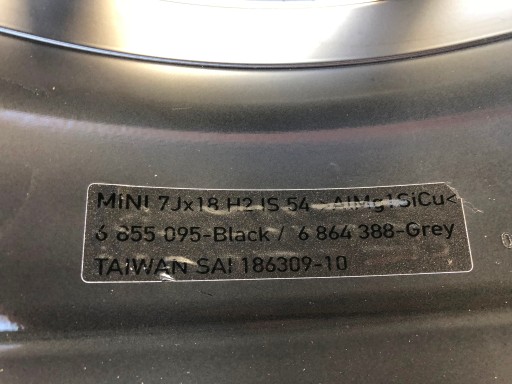 MINI 7Jx18 H2 IS 54 >AlMg1SiCu<
6 855 095-Black / 6 864 388-Grey
TAIWAN SAI 186309-10